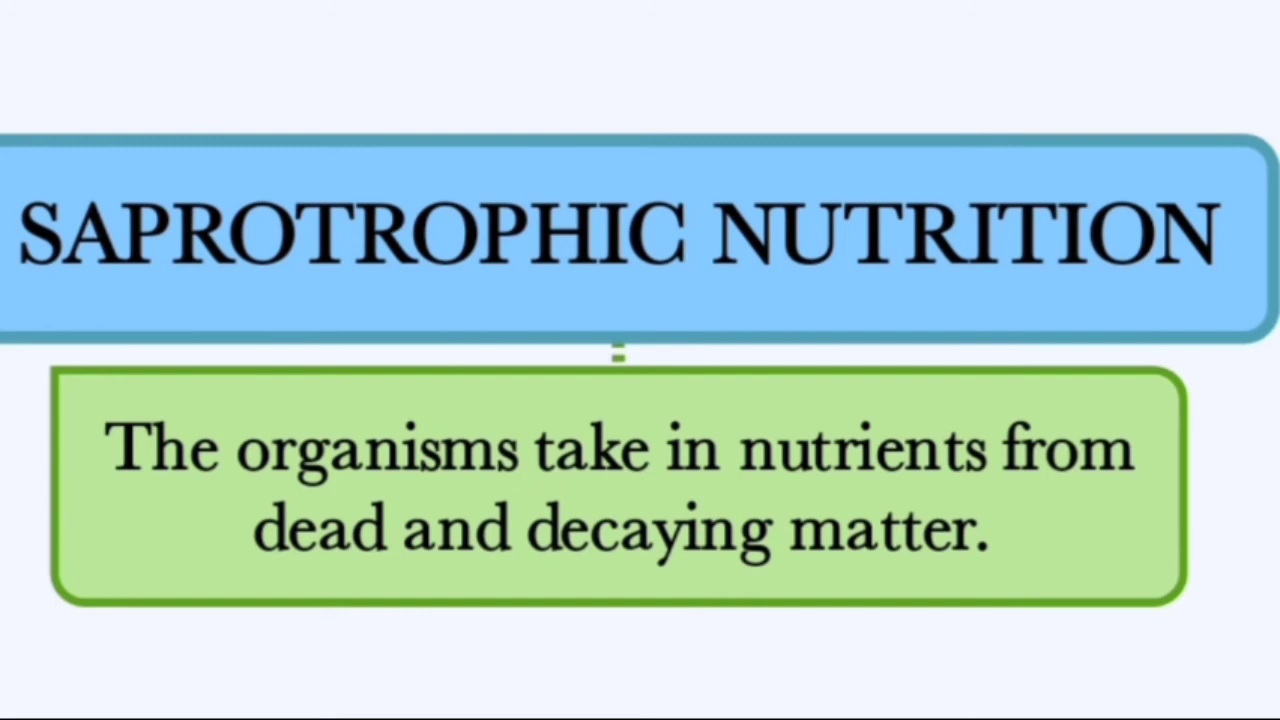 SAPROTROPHIC NUTRITION
The organisms take in nutrients from
dead and decaying matter.